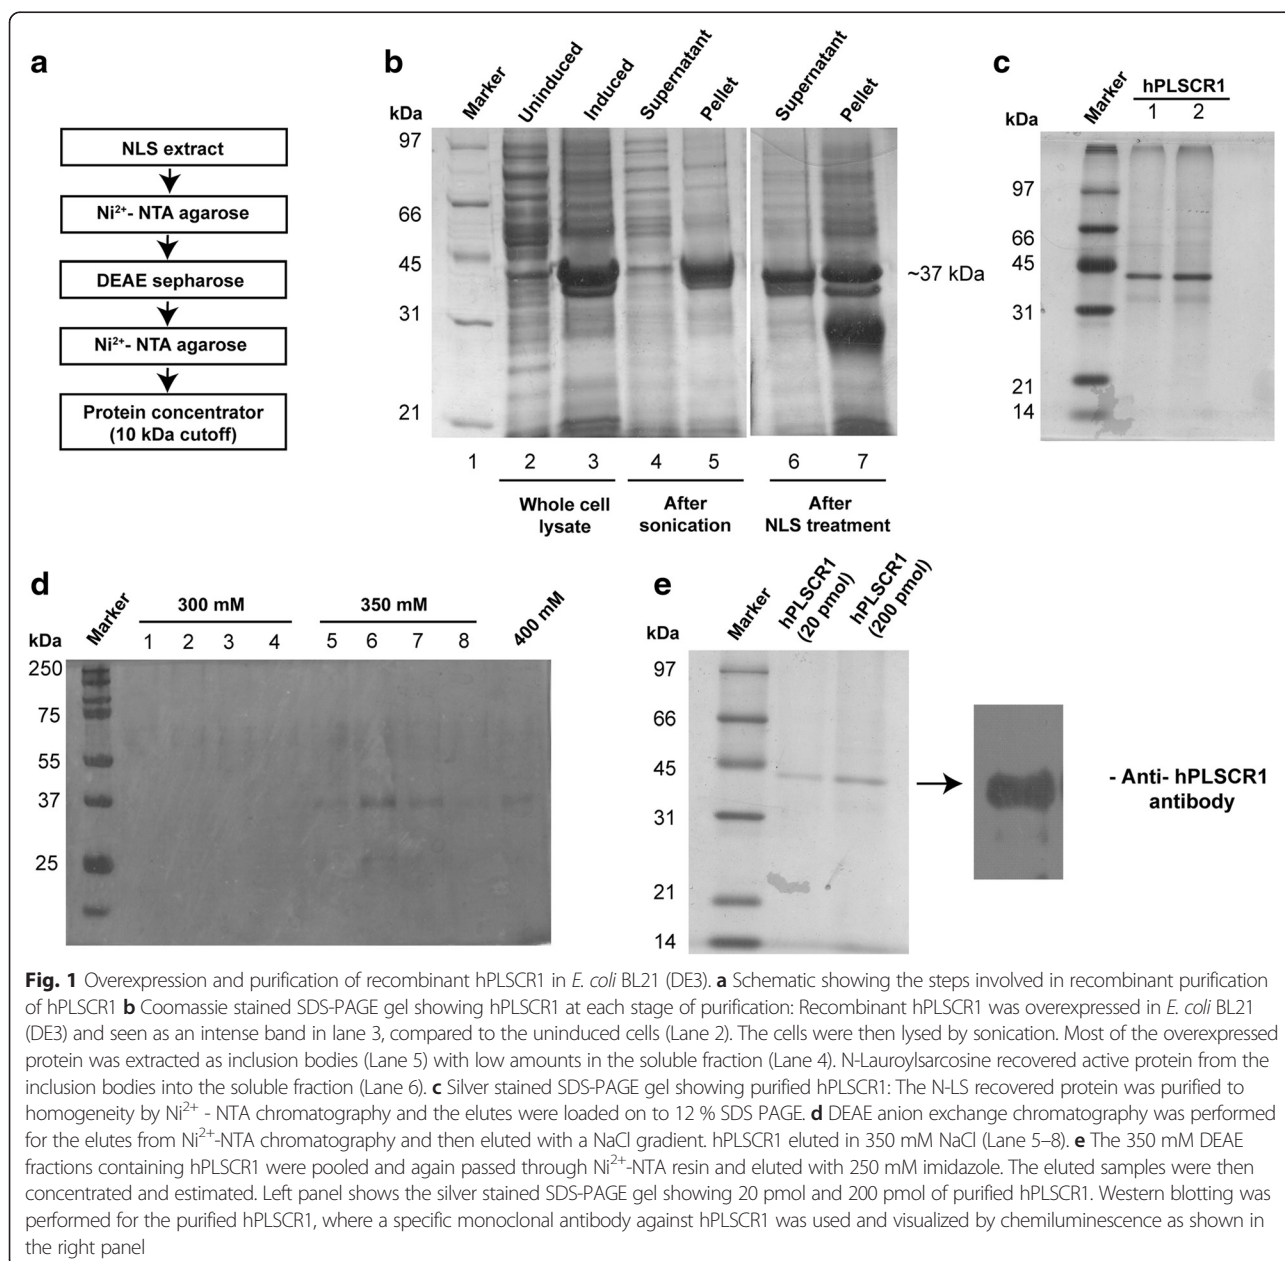 a
NLS extract
Ni2+- NTA agarose
DEAE sepharose
Ni2+- NTA agarose
Protein concentrator
(10 kDa cutoff)
b
kDa
Marker
Uninduced
Induced
Supernatant
Pellet
Supernatant
Pellet
97
66
45
31
21
~37 kDa
1 2 3 4 5 6 7
Whole cell
lysate
After
sonication
After
NLS treatment
c
kDa
Marker
hPLSCR1
1 2
97
66
45
31
21
14
d
kDa
Marker
300 mM
350 mM
400 mM
1 2 3 4 5 6 7 8
250
75
55
37
25
e
kDa
Marker
hPLSCR1
(20 pmol)
hPLSCR1
(200 pmol)
97
66
45
31
21
14
- Anti- hPLSCR1
antibody
Fig. 1 Overexpression and purification of recombinant hPLSCR1 in E. coli BL21 (DE3). a Schematic showing the steps involved in recombinant purification
of hPLSCR1 b Coomassie stained SDS-PAGE gel showing hPLSCR1 at each stage of purification: Recombinant hPLSCR1 was overexpressed in E. coli BL21
(DE3) and seen as an intense band in lane 3, compared to the uninduced cells (Lane 2). The cells were then lysed by sonication. Most of the overexpressed
protein was extracted as inclusion bodies (Lane 5) with low amounts in the soluble fraction (Lane 4). N-Lauroylsarcosine recovered active protein from the
inclusion bodies into the soluble fraction (Lane 6). c Silver stained SDS-PAGE gel showing purified hPLSCR1: The N-LS recovered protein was purified to
homogeneity by Ni2+ - NTA chromatography and the elutes were loaded on to 12 % SDS PAGE. d DEAE anion exchange chromatography was performed
for the elutes from Ni2+-NTA chromatography and then eluted with a NaCl gradient. hPLSCR1 eluted in 350 mM NaCl (Lane 5–8). e The 350 mM DEAE
fractions containing hPLSCR1 were pooled and again passed through Ni2+-NTA resin and eluted with 250 mM imidazole. The eluted samples were then
concentrated and estimated. Left panel shows the silver stained SDS-PAGE gel showing 20 pmol and 200 pmol of purified hPLSCR1. Western blotting was
performed for the purified hPLSCR1, where a specific monoclonal antibody against hPLSCR1 was used and visualized by chemiluminescence as shown in
the right panel